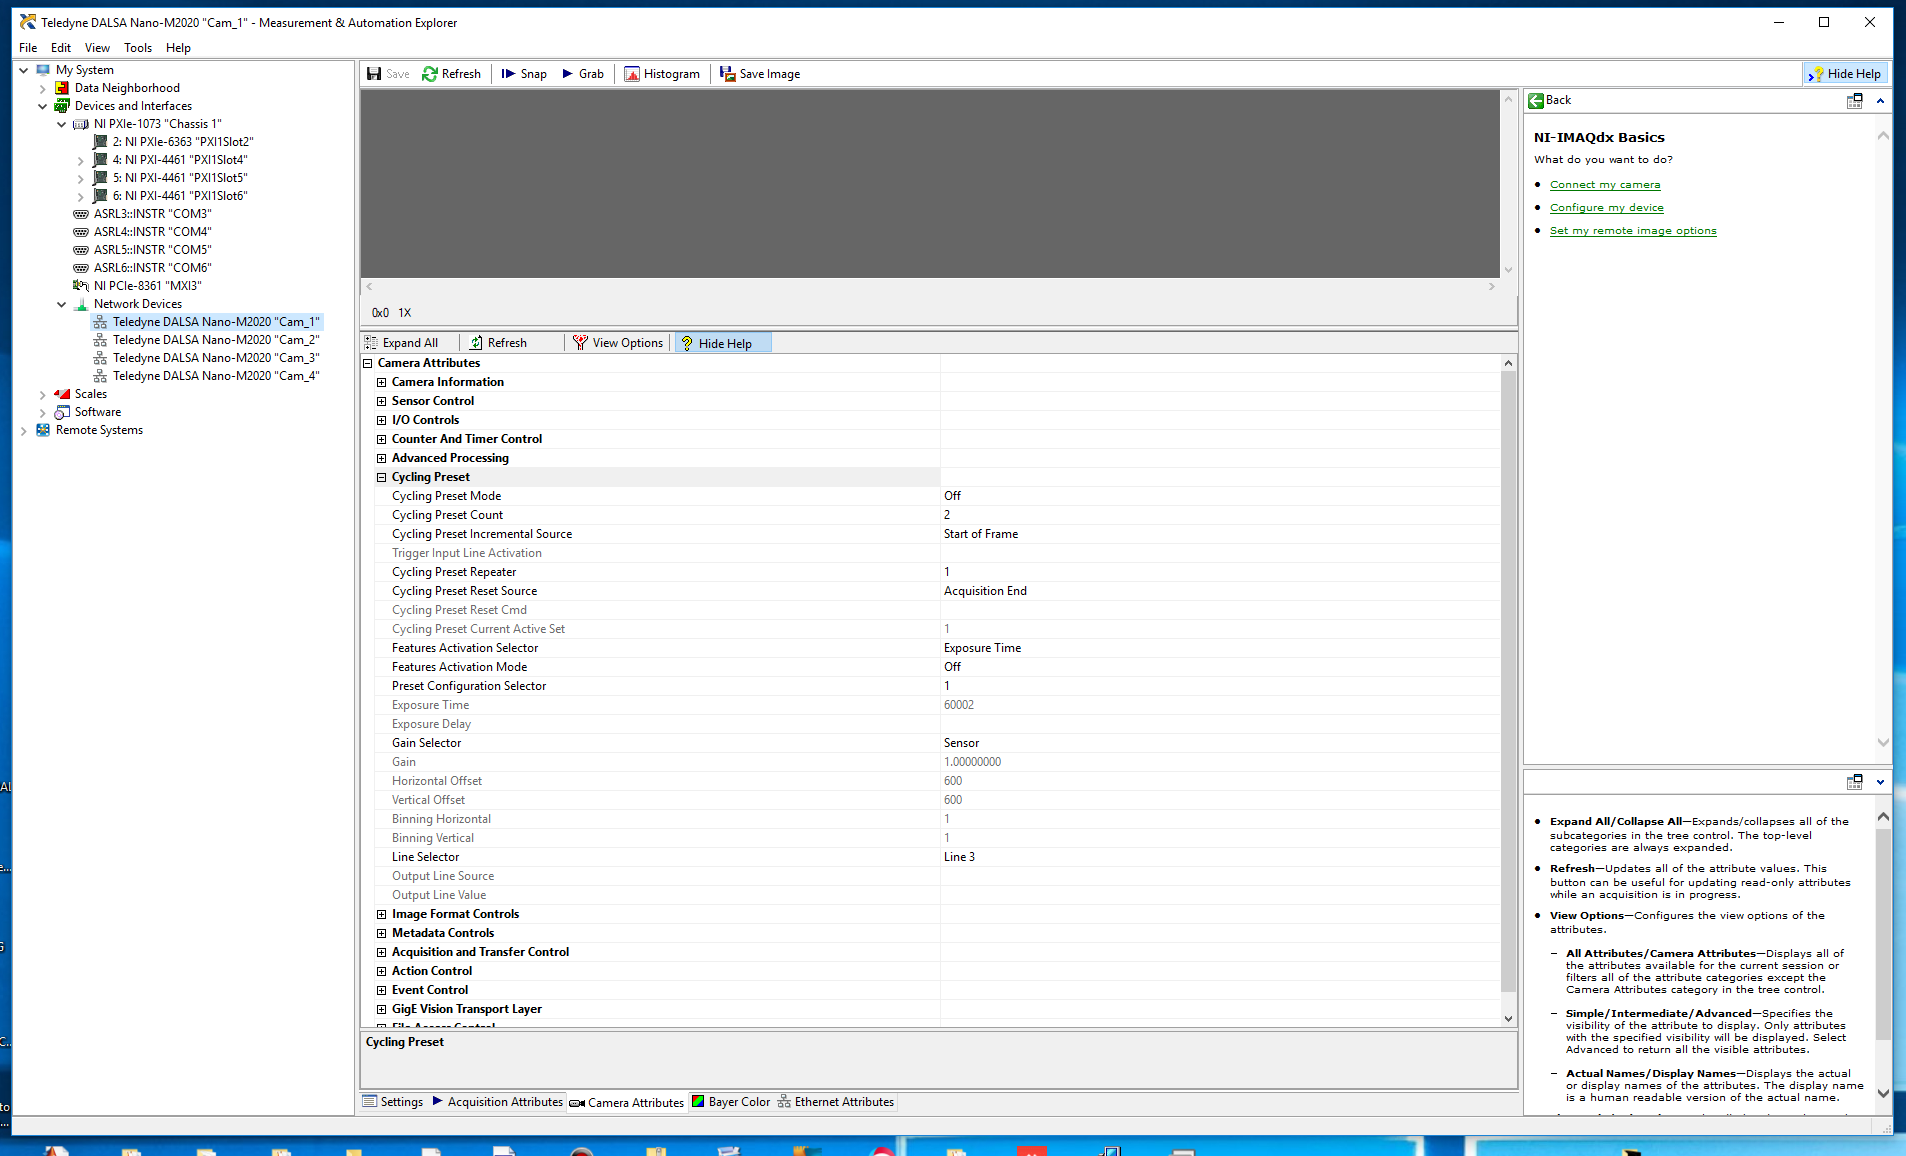 Teledyne DALSA Nano-M2020 "Cam_1" - Measurement & Automation Explorer
File Edit View Tools Help
My System
Data Neighborhood
Devices and Interfaces
NI PXIe-1073 "Chassis 1"
2: NI PXIe-6363 "PXI1Slot2"
4: NI PXI-4461 "PXI1Slot4"
5: NI PXI-4461 "PXI1Slot5"
6: NI PXI-4461 "PXI1Slot6"
ASRL3::INSTR "COM3"
ASRL4::INSTR "COM4"
ASRL5::INSTR "COM5"
ASRL6::INSTR "COM6"
NI PCIe-8361 "MXI3"
Network Devices
Teledyne DALSA Nano-M2020 "Cam_1"
Teledyne DALSA Nano-M2020 "Cam_2"
Teledyne DALSA Nano-M2020 "Cam_3"
Teledyne DALSA Nano-M2020 "Cam_4"
Scales
Software
Remote Systems
Save Refresh Snap Grab Histogram Save Image Hide Help
0x0 1X
Expand All Refresh View Options Hide Help
Camera Attributes
Camera Information
Sensor Control
I/O Controls
Counter And Timer Control
Advanced Processing
Cycling Preset
Cycling Preset Mode Off
Cycling Preset Count 2
Cycling Preset Incremental Source Start of Frame
Trigger Input Line Activation
Cycling Preset Repeater 1
Cycling Preset Reset Source Acquisition End
Cycling Preset Reset Cmd
Cycling Preset Current Active Set 1
Features Activation Selector Exposure Time
Features Activation Mode Off
Preset Configuration Selector 1
Exposure Time 60002
Exposure Delay
Gain Selector Sensor
Gain 1.00000000
Horizontal Offset 600
Vertical Offset 600
Binning Horizontal 1
Binning Vertical 1
Line Selector Line 3
Output Line Source
Output Line Value
Image Format Controls
Metadata Controls
Acquisition and Transfer Control
Action Control
Event Control
GigE Vision Transport Layer
File Access Control
Cycling Preset
Settings Acquisition Attributes Camera Attributes Bayer Color Ethernet Attributes
Back
NI-IMAQdx Basics
What do you want to do?
Connect my camera
Configure my device
Set my remote image options
Expand All/Collapse All—Expands/collapses all of the
subcategories in the tree control. The top-level
categories are always expanded.
Refresh—Updates all of the attribute values. This
button can be useful for updating read-only attributes
while an acquisition is in progress.
View Options—Configures the view options of the
attributes.
All Attributes/Camera Attributes—Displays all of
the attributes available for the current session or
filters all of the attribute categories except the
Camera Attributes category in the tree control.
Simple/Intermediate/Advanced—Specifies the
visibility of the attribute to display. Only attributes
with the specified visibility will be displayed. Select
Advanced to return all the visible attributes.
Actual Names/Display Names—Displays the actual
or display names of the attributes. The display name
is a human readable version of the actual name.